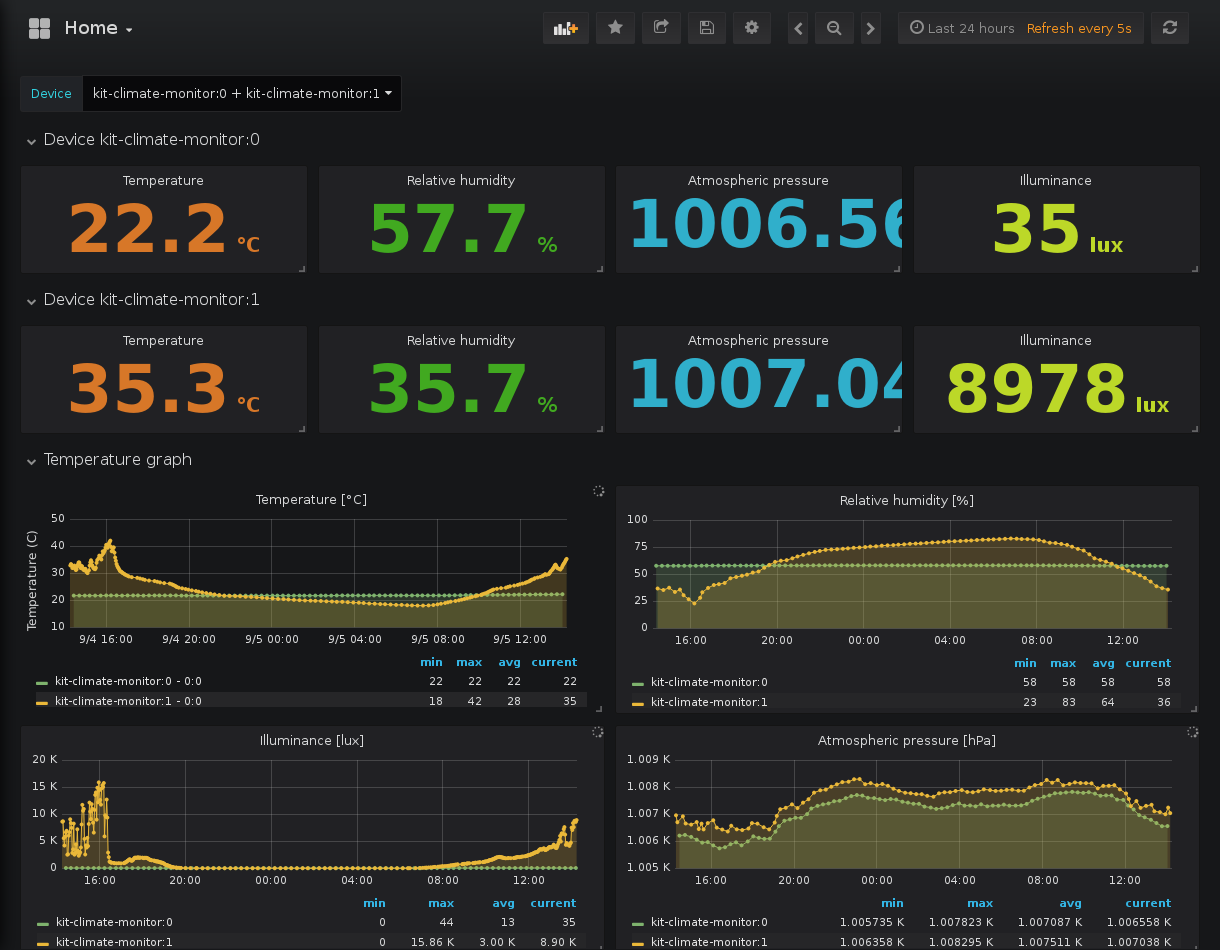 Home
Last 24 hours Refresh every 5s
Device kit-climate-monitor:0 + kit-climate-monitor:1
Device kit-climate-monitor:0
Temperature Relative humidity Atmospheric pressure Illuminance
22.2 °C 57.7 % 1006.56 35 lux
Device kit-climate-monitor:1
Temperature Relative humidity Atmospheric pressure Illuminance
35.3 °C 35.7 % 1007.04 8978 lux
Temperature graph
Temperature [°C]
Temperature (C)
50
40
30
20
10
9/4 16:00 9/4 20:00 9/5 00:00 9/5 04:00 9/5 08:00 9/5 12:00
min max avg current
kit-climate-monitor:0 - 0:0 22 22 22 22
kit-climate-monitor:1 - 0:0 18 42 28 35
Relative humidity [%]
100
75
50
25
0
16:00 20:00 00:00 04:00 08:00 12:00
min max avg current
kit-climate-monitor:0 58 58 58 58
kit-climate-monitor:1 23 83 64 36
Illuminance [lux]
20 K
15 K
10 K
5 K
0
16:00 20:00 00:00 04:00 08:00 12:00
min max avg current
kit-climate-monitor:0 0 44 13 35
kit-climate-monitor:1 0 15.86 K 3.00 K 8.90 K
Atmospheric pressure [hPa]
1.009 K
1.008 K
1.007 K
1.006 K
1.005 K
16:00 20:00 00:00 04:00 08:00 12:00
min max avg current
kit-climate-monitor:0 1.005735 K 1.007823 K 1.007087 K 1.006558 K
kit-climate-monitor:1 1.006358 K 1.008295 K 1.007511 K 1.007038 K